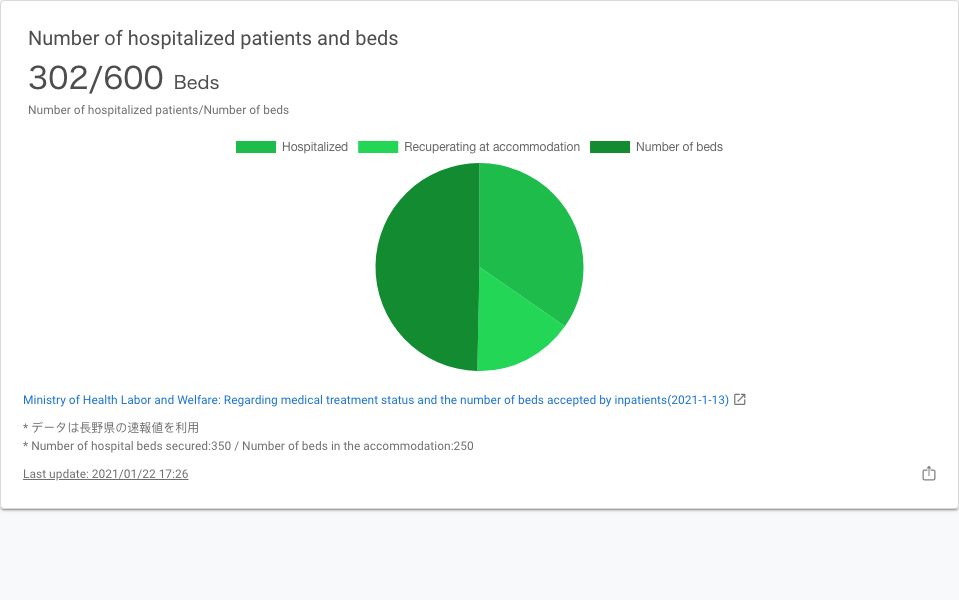 Number of hospitalized patients and beds
302/600 Beds
Number of hospitalized patients/Number of beds
Hospitalized Recuperating at accommodation Number of beds
Ministry of Health Labor and Welfare: Regarding medical treatment status and the number of beds accepted by inpatients(2021-1-13)
* データは長野県の速報値を利用
* Number of hospital beds secured:350 / Number of beds in the accommodation:250
Last update: 2021/01/22 17:26